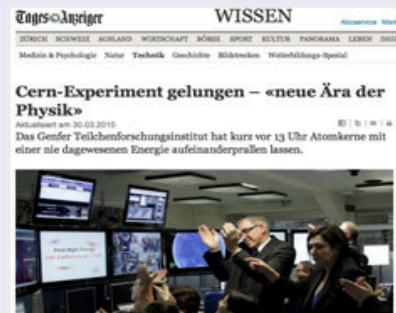 Tages Anzeiger
WISSEN
Aboservice
ZÜRICH SCHWEIZ AUSLAND WIRTSCHAFT BÖRSE SPORT KULTUR PANORAMA LEBEN
Medizin & Psychologie Natur Technik Geschichte Bildstrecken Weiterbildungs-Spezial
Cern-Experiment gelungen – «neue Ära der
Physik»
Aktualisiert am 30.03.2010
Das Genfer Teilchenforschungsinstitut hat kurz vor 13 Uhr Atomkerne mit
einer nie dagewesenen Energie aufeinanderprallen lassen.